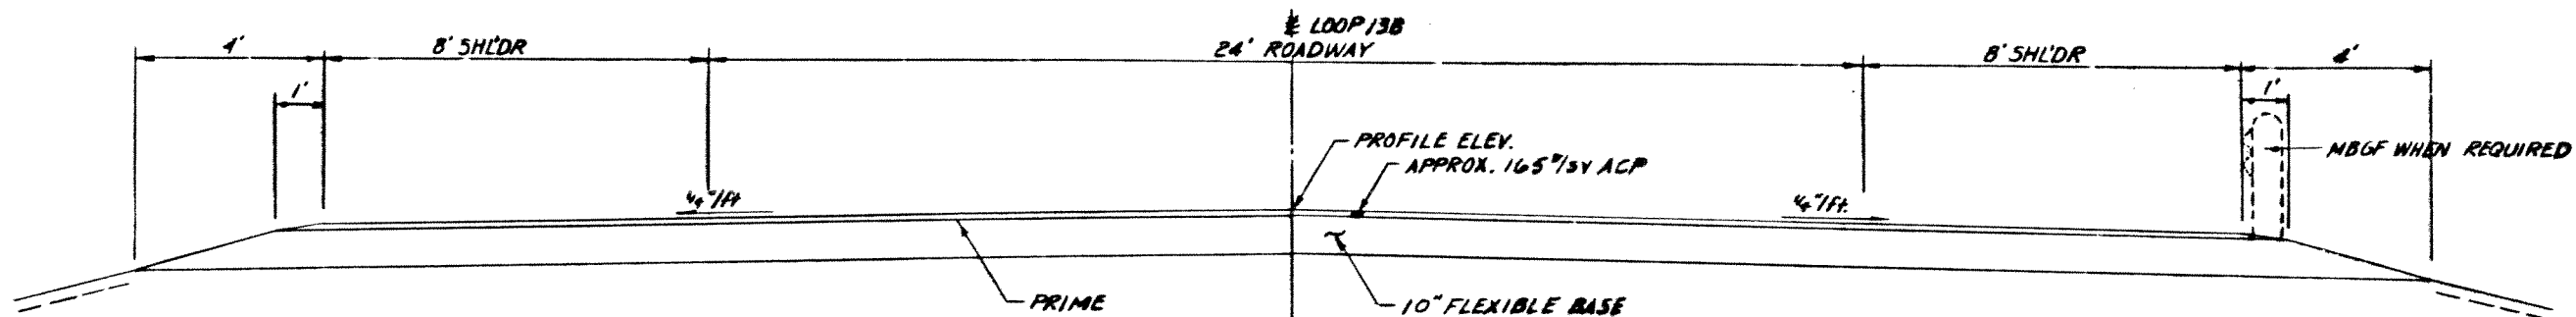 ℄ LOOP 13B
4'
8' SHL'DR
24' ROADWAY
8' SHL'DR
4'
1'
1'
PROFILE ELEV.
APPROX. 165#/SY ACP
MBGF WHEN REQUIRED
1/4"/ft
1/4"/ft.
PRIME
10" FLEXIBLE BASE